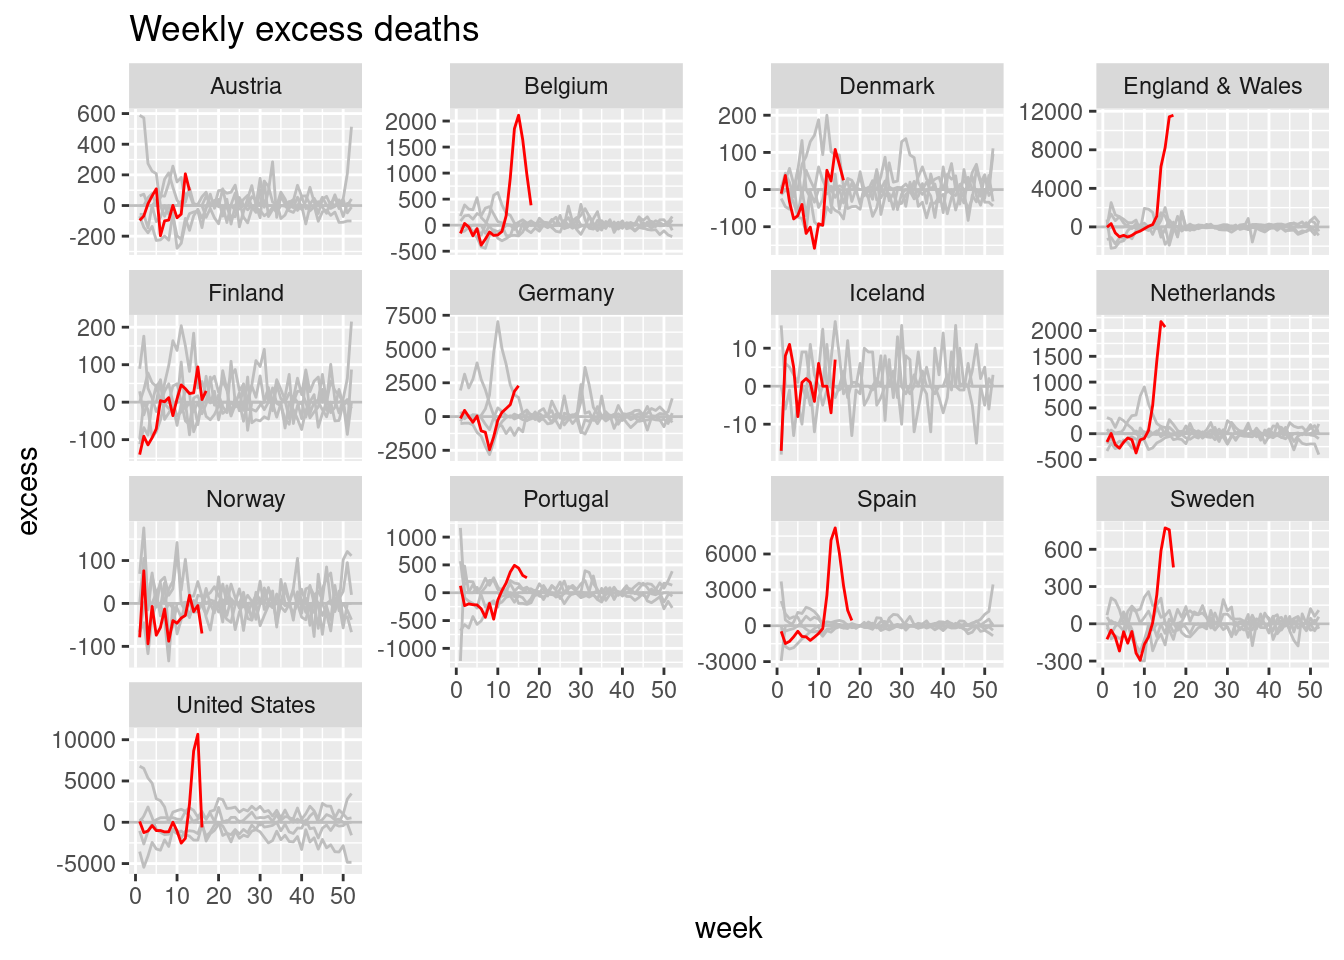 Weekly excess deaths
Austria
Belgium
Denmark
England & Wales
600
400
200
0
-200
2000
1500
1000
500
0
-500
200
100
0
-100
12000
8000
4000
0
Finland
Germany
Iceland
Netherlands
200
100
0
-100
7500
5000
2500
0
-2500
10
0
-10
2000
1500
1000
500
0
-500
excess
Norway
Portugal
Spain
Sweden
100
0
-100
1000
500
0
-500
-1000
6000
3000
0
-3000
600
300
0
-300
0 10 20 30 40 50
0 10 20 30 40 50
0 10 20 30 40 50
United States
10000
5000
0
-5000
0 10 20 30 40 50
week